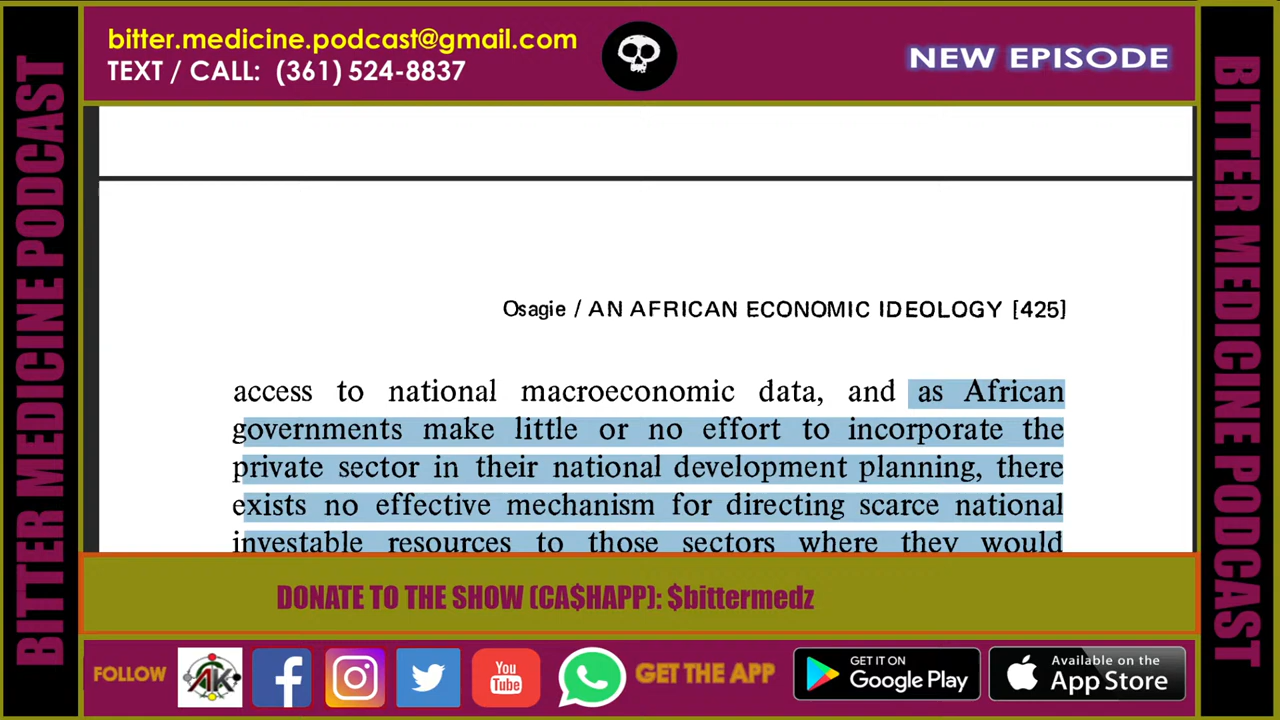 bitter.medicine.podcast@gmail.com
TEXT / CALL: (361) 524-8837
NEW EPISODE
BITTER MEDICINE PODCAST
BITTER MEDICINE PODCAST
Osagie / AN AFRICAN ECONOMIC IDEOLOGY [425]
access to national macroeconomic data, and as African
governments make little or no effort to incorporate the
private sector in their national development planning, there
exists no effective mechanism for directing scarce national
investable resources to those sectors where they would
DONATE TO THE SHOW (CA$HAPP): $bittermedz
FOLLOW
ATK
You
Tube
GET THE APP
GET IT ON
Google Play
Available on the
App Store